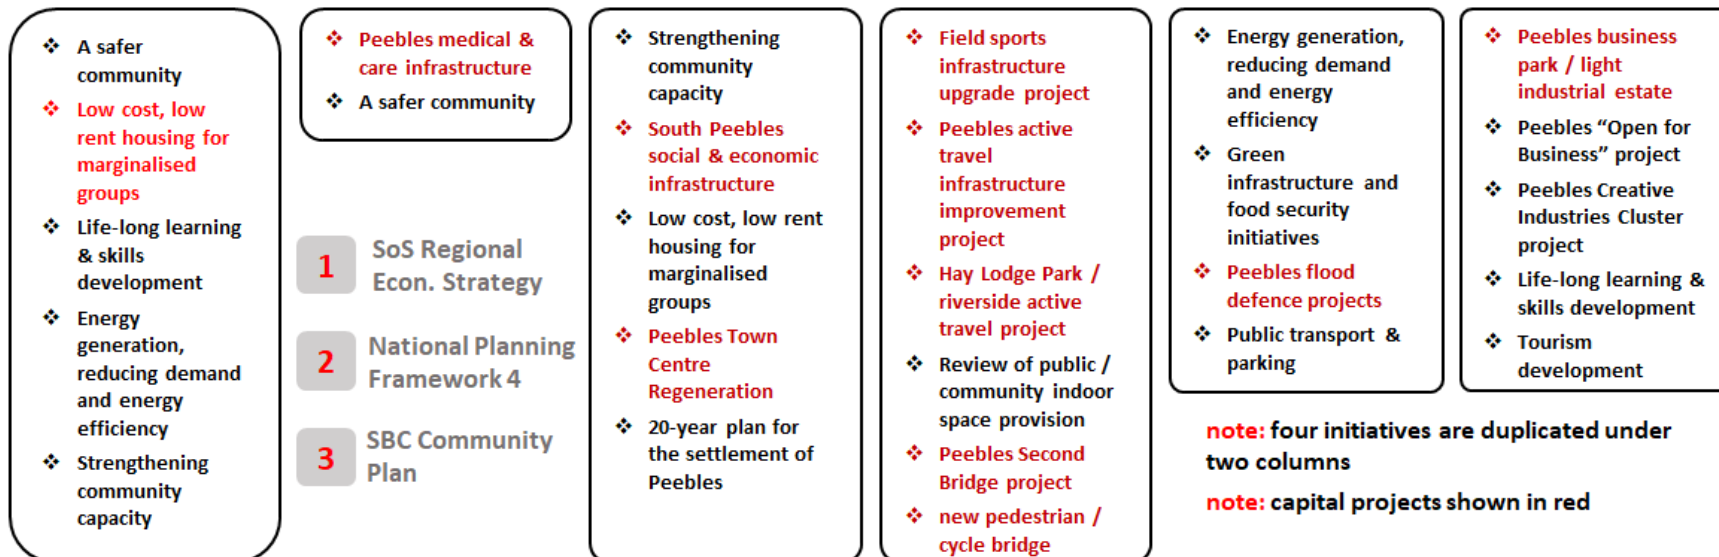 ❖ A safer
community
❖ Low cost, low
rent housing for
marginalised
groups
❖ Life-long learning
& skills
development
❖ Energy
generation,
reducing demand
and energy
efficiency
❖ Strengthening
community
capacity
❖ Peebles medical &
care infrastructure
❖ A safer community
1 SoS Regional
Econ. Strategy
2 National Planning
Framework 4
3 SBC Community
Plan
❖ Strengthening
community
capacity
❖ South Peebles
social & economic
infrastructure
❖ Low cost, low rent
housing for
marginalised
groups
❖ Peebles Town
Centre
Regeneration
❖ 20-year plan for
the settlement of
Peebles
❖ Field sports
infrastructure
upgrade project
❖ Peebles active
travel
infrastructure
improvement
project
❖ Hay Lodge Park /
riverside active
travel project
❖ Review of public /
community indoor
space provision
❖ Peebles Second
Bridge project
❖ new pedestrian /
cycle bridge
❖ Energy generation,
reducing demand
and energy
efficiency
❖ Green
infrastructure and
food security
initiatives
❖ Peebles flood
defence projects
❖ Public transport &
parking
❖ Peebles business
park / light
industrial estate
❖ Peebles “Open for
Business” project
❖ Peebles Creative
Industries Cluster
project
❖ Life-long learning &
skills development
❖ Tourism
development
note: four initiatives are duplicated under
two columns
note: capital projects shown in red